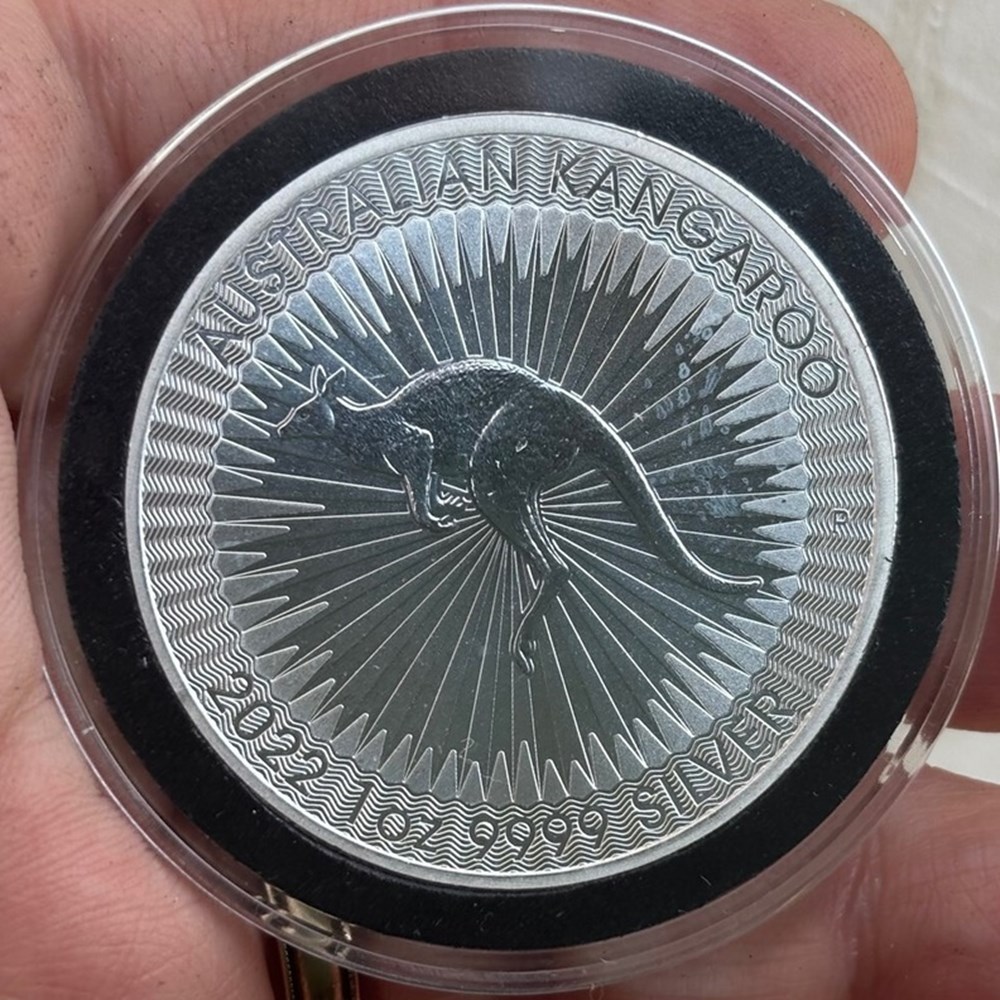 AUSTRALIAN KANGAROO
P
2022 1oz 9999 SILVER